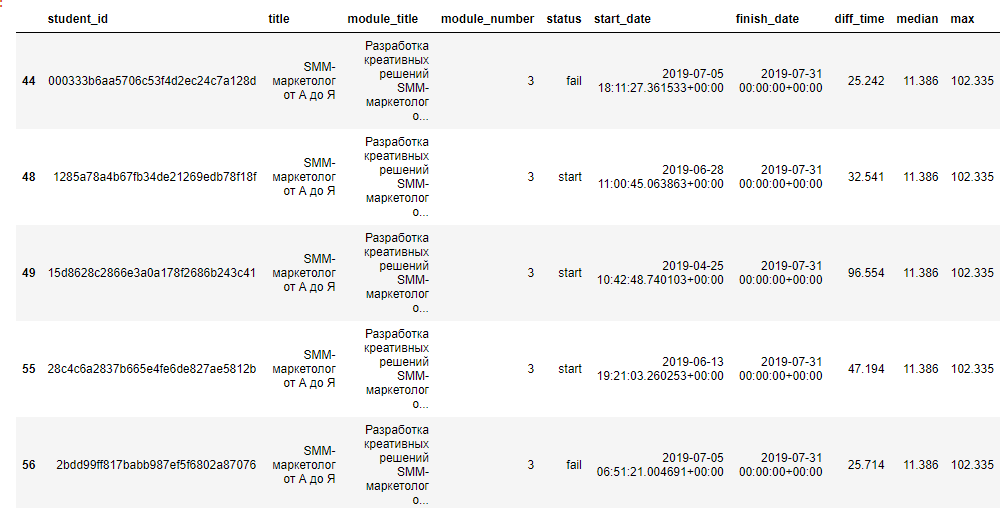 student_id title module_title module_number status start_date finish_date diff_time median max
44 000333b6aa5706c53f4d2ec24c7a128d SMM-маркетолог от А до Я Разработка креативных решений SMM-маркетолог о... 3 fail 2019-07-05 18:11:27.361533+00:00 2019-07-31 00:00:00+00:00 25.242 11.386 102.335
48 1285a78a4b67fb34de21269edb78f18f SMM-маркетолог от А до Я Разработка креативных решений SMM-маркетолог о... 3 start 2019-06-28 11:00:45.063863+00:00 2019-07-31 00:00:00+00:00 32.541 11.386 102.335
49 15d8628c2866e3a0a178f2686b243c41 SMM-маркетолог от А до Я Разработка креативных решений SMM-маркетолог о... 3 start 2019-04-25 10:42:48.740103+00:00 2019-07-31 00:00:00+00:00 96.554 11.386 102.335
55 28c4c6a2837b665e4fe6de827ae5812b SMM-маркетолог от А до Я Разработка креативных решений SMM-маркетолог о... 3 start 2019-06-13 19:21:03.260253+00:00 2019-07-31 00:00:00+00:00 47.194 11.386 102.335
56 2bdd99ff817babb987ef5f6802a87076 SMM-маркетолог от А до Я Разработка креативных решений SMM-маркетолог о... 3 fail 2019-07-05 06:51:21.004691+00:00 2019-07-31 00:00:00+00:00 25.714 11.386 102.335